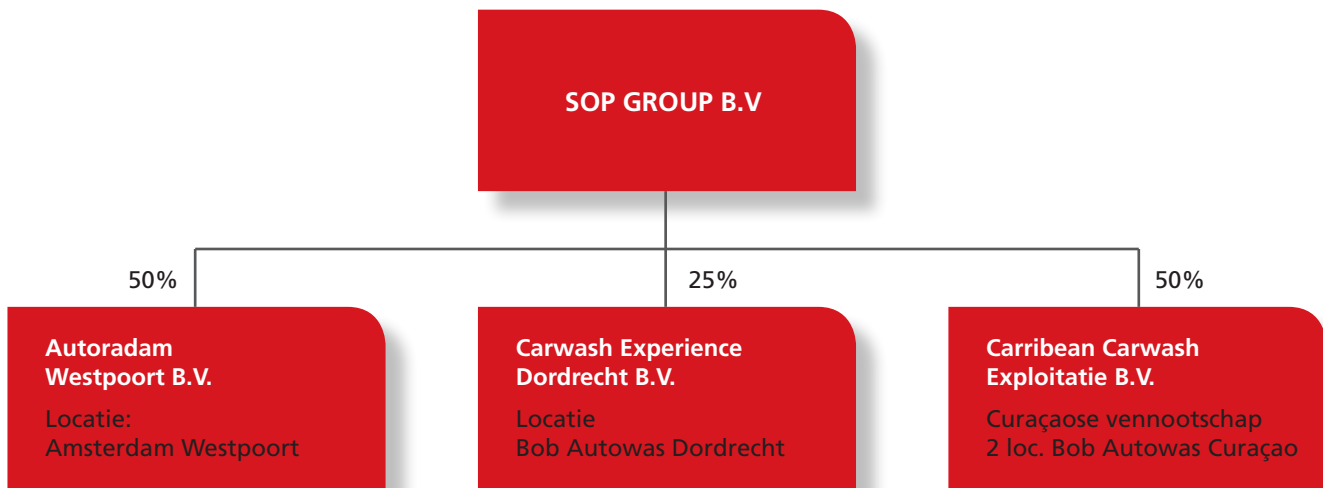 SOP GROUP B.V
50%
25%
50%
Autoradam
Westpoort B.V.
Locatie:
Amsterdam Westpoort
Carwash Experience
Dordrecht B.V.
Locatie
Bob Autowas Dordrecht
Carribean Carwash
Exploitatie B.V.
Curaçaose vennootschap
2 loc. Bob Autowas Curaçao